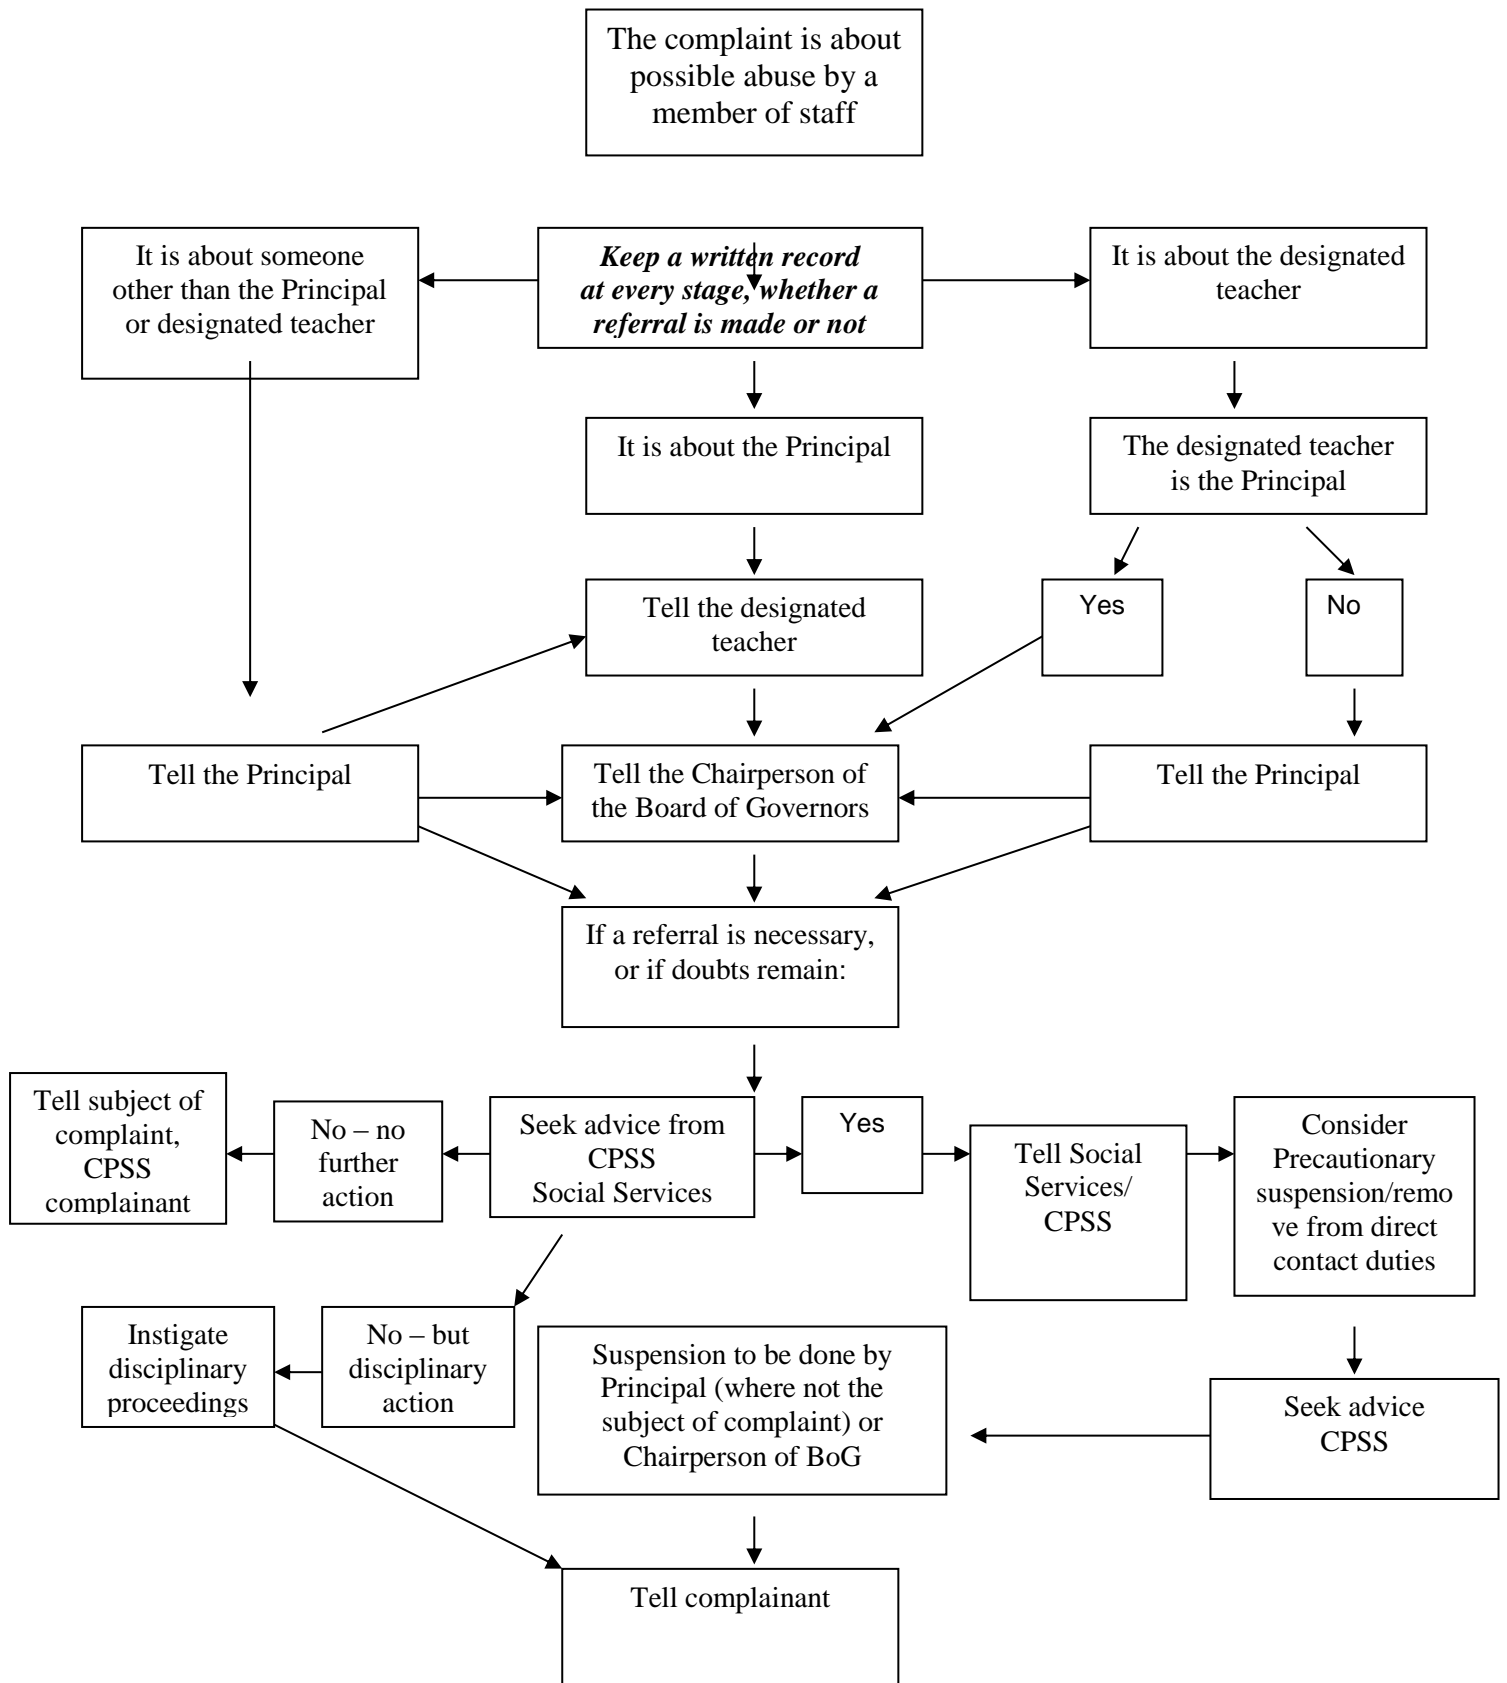 The complaint is about
possible abuse by a
member of staff
It is about someone
other than the Principal
or designated teacher
Keep a written record
at every stage, whether a
referral is made or not
It is about the designated
teacher
It is about the Principal
The designated teacher
is the Principal
Tell the designated
teacher
Yes
No
Tell the Principal
Tell the Chairperson of
the Board of Governors
Tell the Principal
If a referral is necessary,
or if doubts remain:
Tell subject of
complaint,
CPSS
complainant
No – no
further
action
Seek advice from
CPSS
Social Services
Yes
Tell Social
Services/
CPSS
Consider
Precautionary
suspension/remo
ve from direct
contact duties
Instigate
disciplinary
proceedings
No – but
disciplinary
action
Suspension to be done by
Principal (where not the
subject of complaint) or
Chairperson of BoG
Seek advice
CPSS
Tell complainant